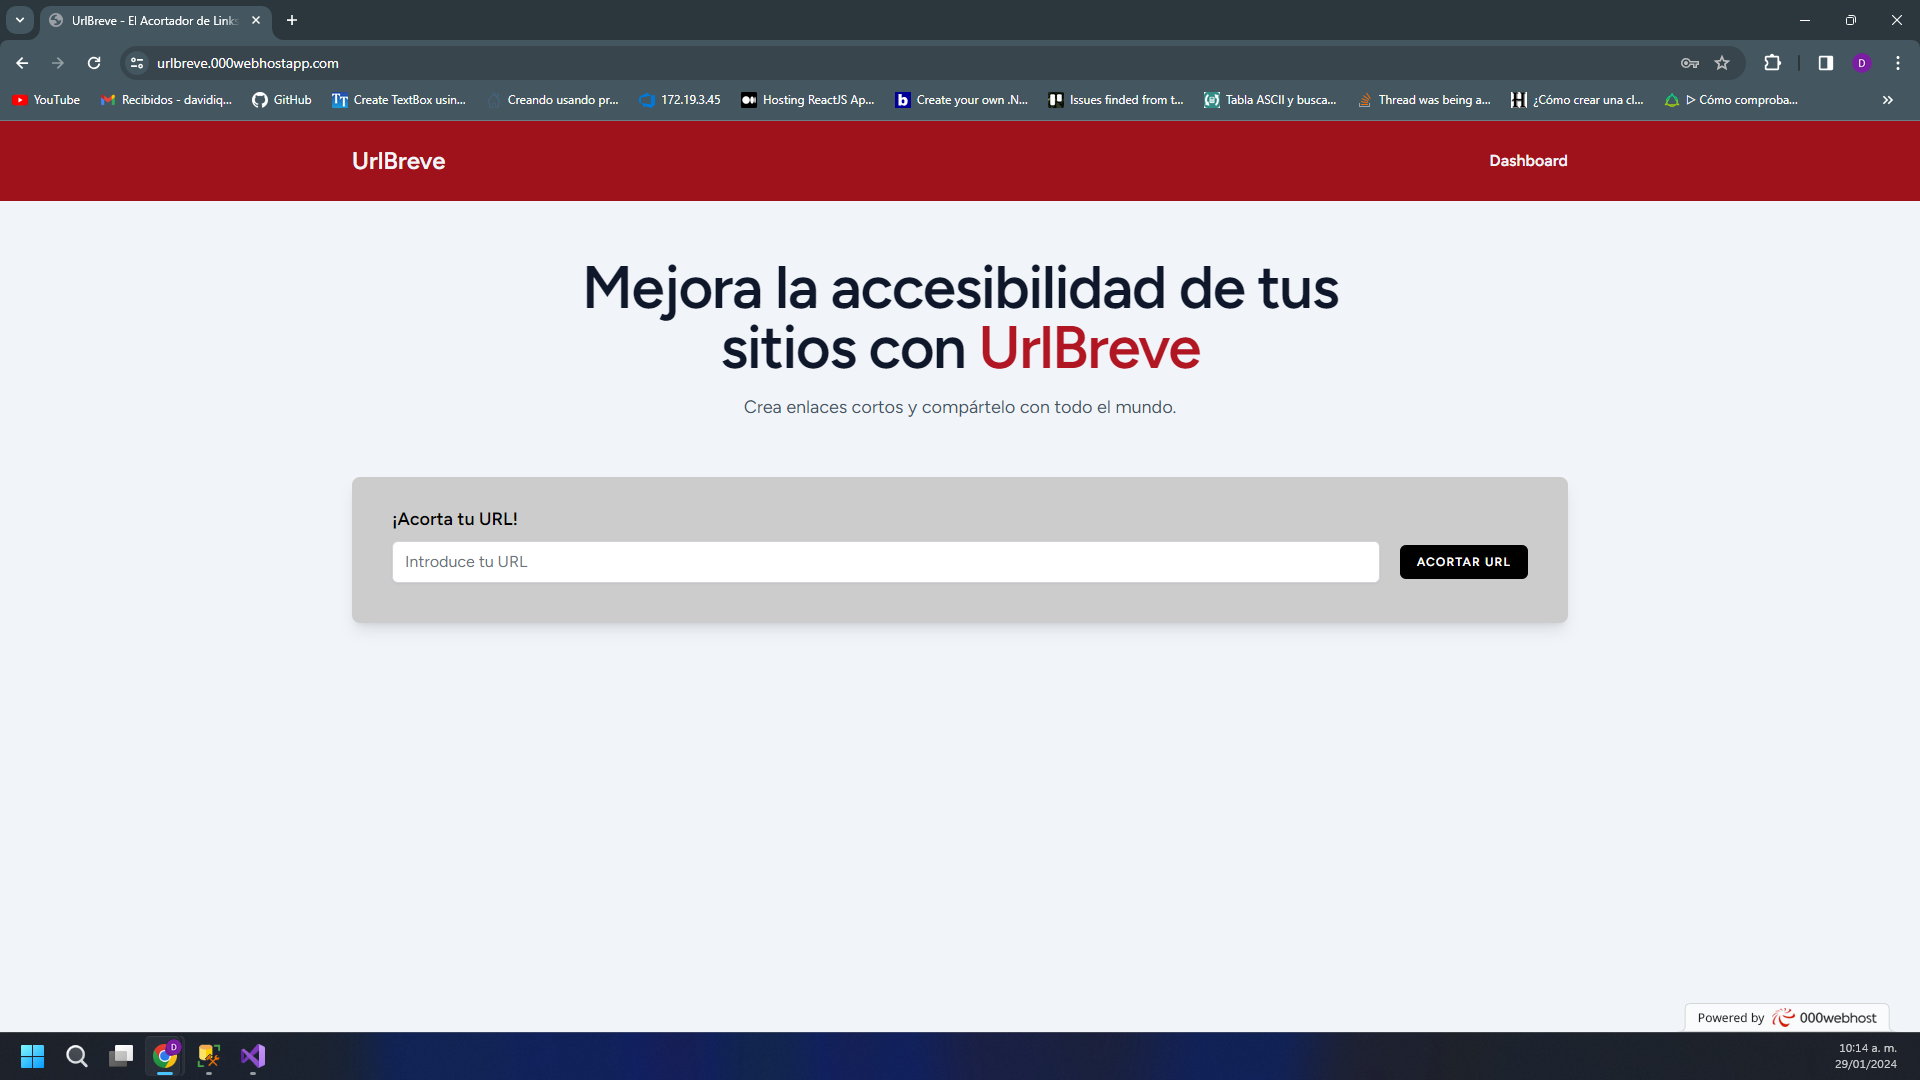 UrlBreve - El Acortador de Links
urlbreve.000webhostapp.com
D
YouTube
Recibidos - davidiq...
GitHub
Create TextBox usin...
Creando usando pr...
172.19.3.45
Hosting ReactJS Ap...
Create your own .N...
Issues finded from t...
Tabla ASCII y busca...
Thread was being a...
¿Cómo crear una cl...
▷ Cómo comproba...
UrlBreve
Dashboard
Mejora la accesibilidad de tus
sitios con UrlBreve
Crea enlaces cortos y compártelo con todo el mundo.
¡Acorta tu URL!
Introduce tu URL
ACORTAR URL
Powered by 000webhost
D
10:14 a. m.
29/01/2024